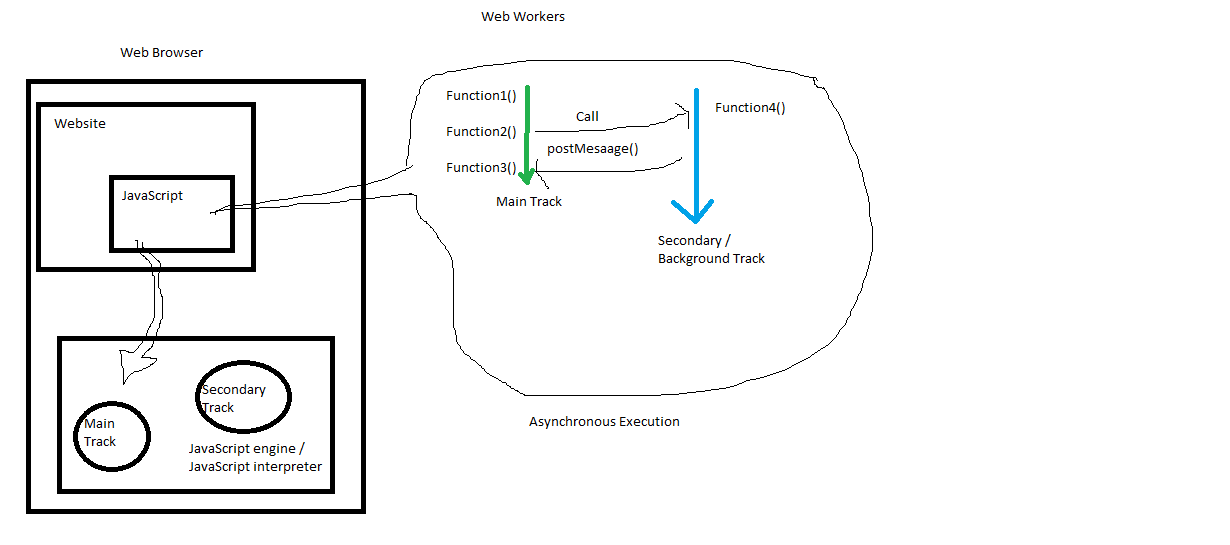 Web Workers
Web Browser
Website
JavaScript
Function1()
Function2()
Function3()
Call
postMesaage()
Function4()
Main Track
Secondary /
Background Track
Secondary
Track
Main
Track
JavaScript engine /
JavaScript interpreter
Asynchronous Execution